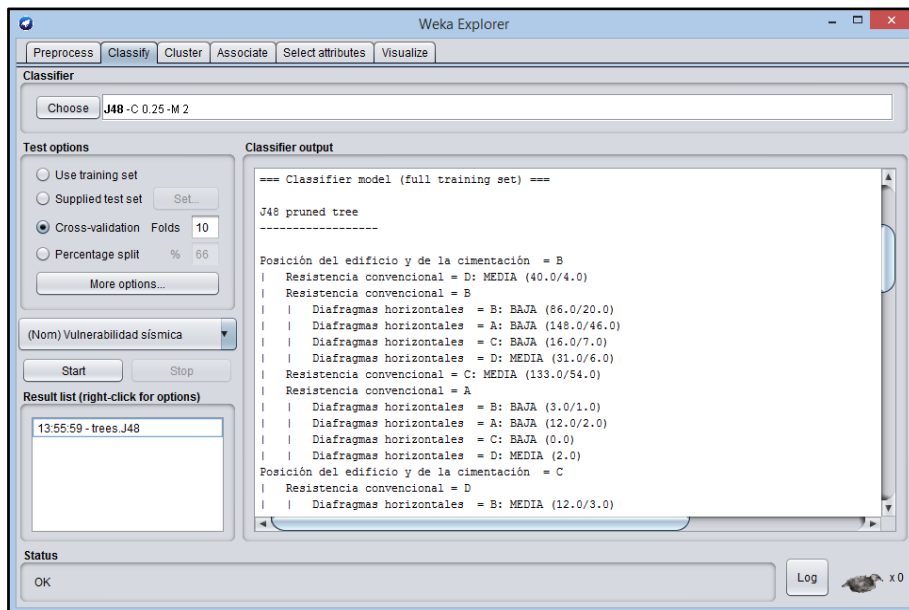 Weka Explorer
Preprocess Classify Cluster Associate Select attributes Visualize
Classifier
Choose J48 -C 0.25 -M 2
Test options
Use training set
Supplied test set Set...
Cross-validation Folds 10
Percentage split % 66
More options...
(Nom) Vulnerabilidad sísmica
Start Stop
Result list (right-click for options)
13:55:59 - trees.J48
Classifier output
=== Classifier model (full training set) ===
J48 pruned tree
------------------
Posición del edificio y de la cimentación = B
| Resistencia convencional = D: MEDIA (40.0/4.0)
| Resistencia convencional = B
| | Diafragmas horizontales = B: BAJA (86.0/20.0)
| | Diafragmas horizontales = A: BAJA (148.0/46.0)
| | Diafragmas horizontales = C: BAJA (16.0/7.0)
| | Diafragmas horizontales = D: MEDIA (31.0/6.0)
| Resistencia convencional = C: MEDIA (133.0/54.0)
| Resistencia convencional = A
| | Diafragmas horizontales = B: BAJA (3.0/1.0)
| | Diafragmas horizontales = A: BAJA (12.0/2.0)
| | Diafragmas horizontales = C: BAJA (0.0)
| | Diafragmas horizontales = D: MEDIA (2.0)
Posición del edificio y de la cimentación = C
| Resistencia convencional = D
| | Diafragmas horizontales = B: MEDIA (12.0/3.0)
Status
OK
Log
x 0